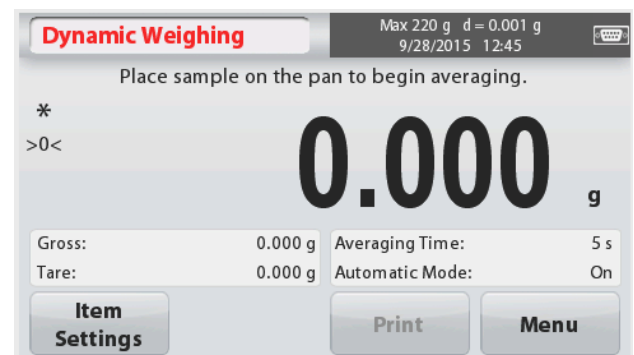 Dynamic Weighing
Max 220 g d = 0.001 g
9/28/2015 12:45
Place sample on the pan to begin averaging.
*
>0<
0.000 g
Gross: 0.000 g
Tare: 0.000 g
Averaging Time: 5 s
Automatic Mode: On
Item
Settings
Print
Menu